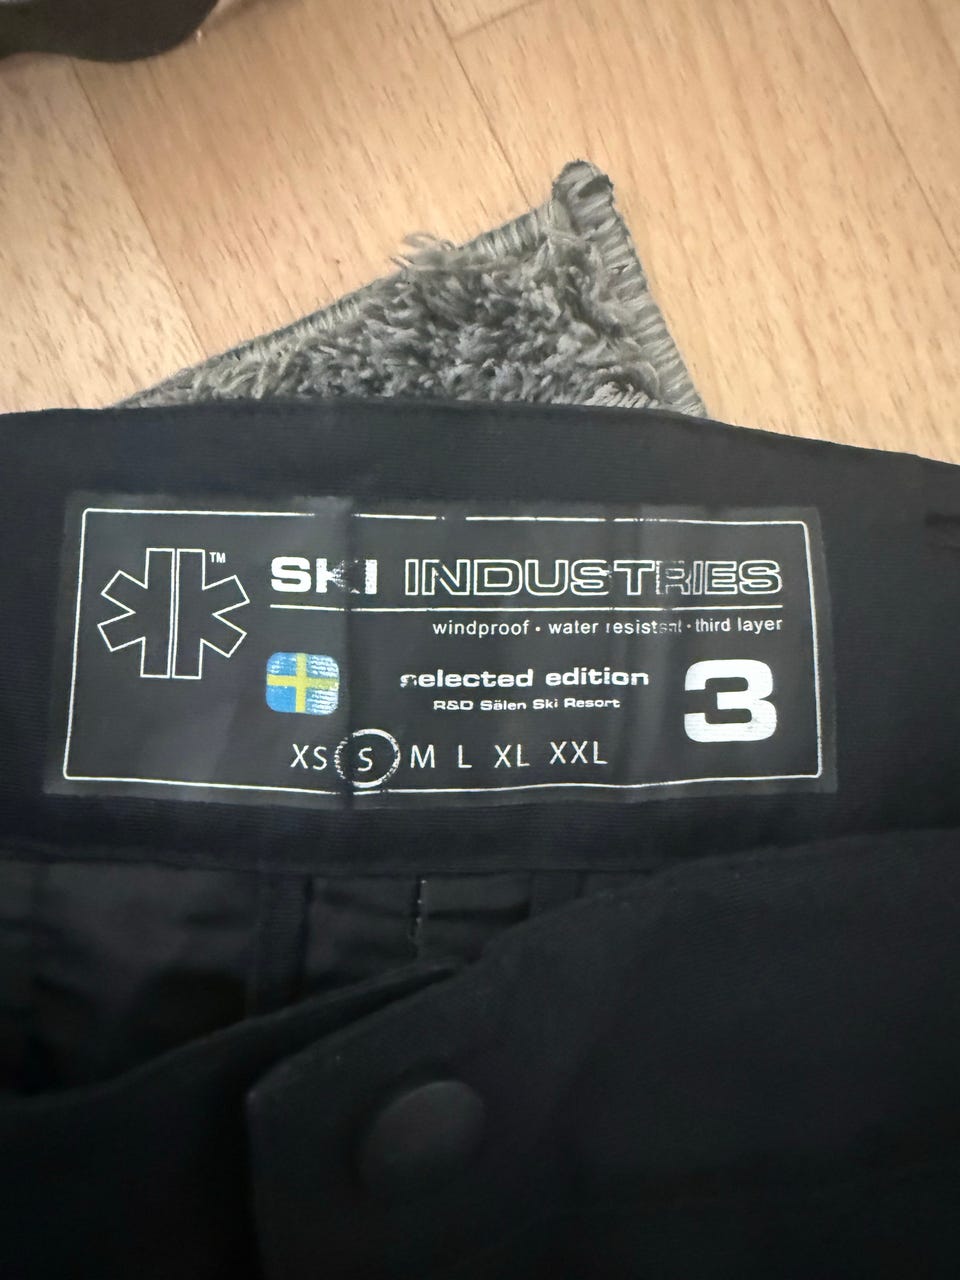 TM
SKI INDUSTRIES
windproof • water resistant • third layer
selected edition
R&D Sälen Ski Resort
3
XS S M L XL XXL